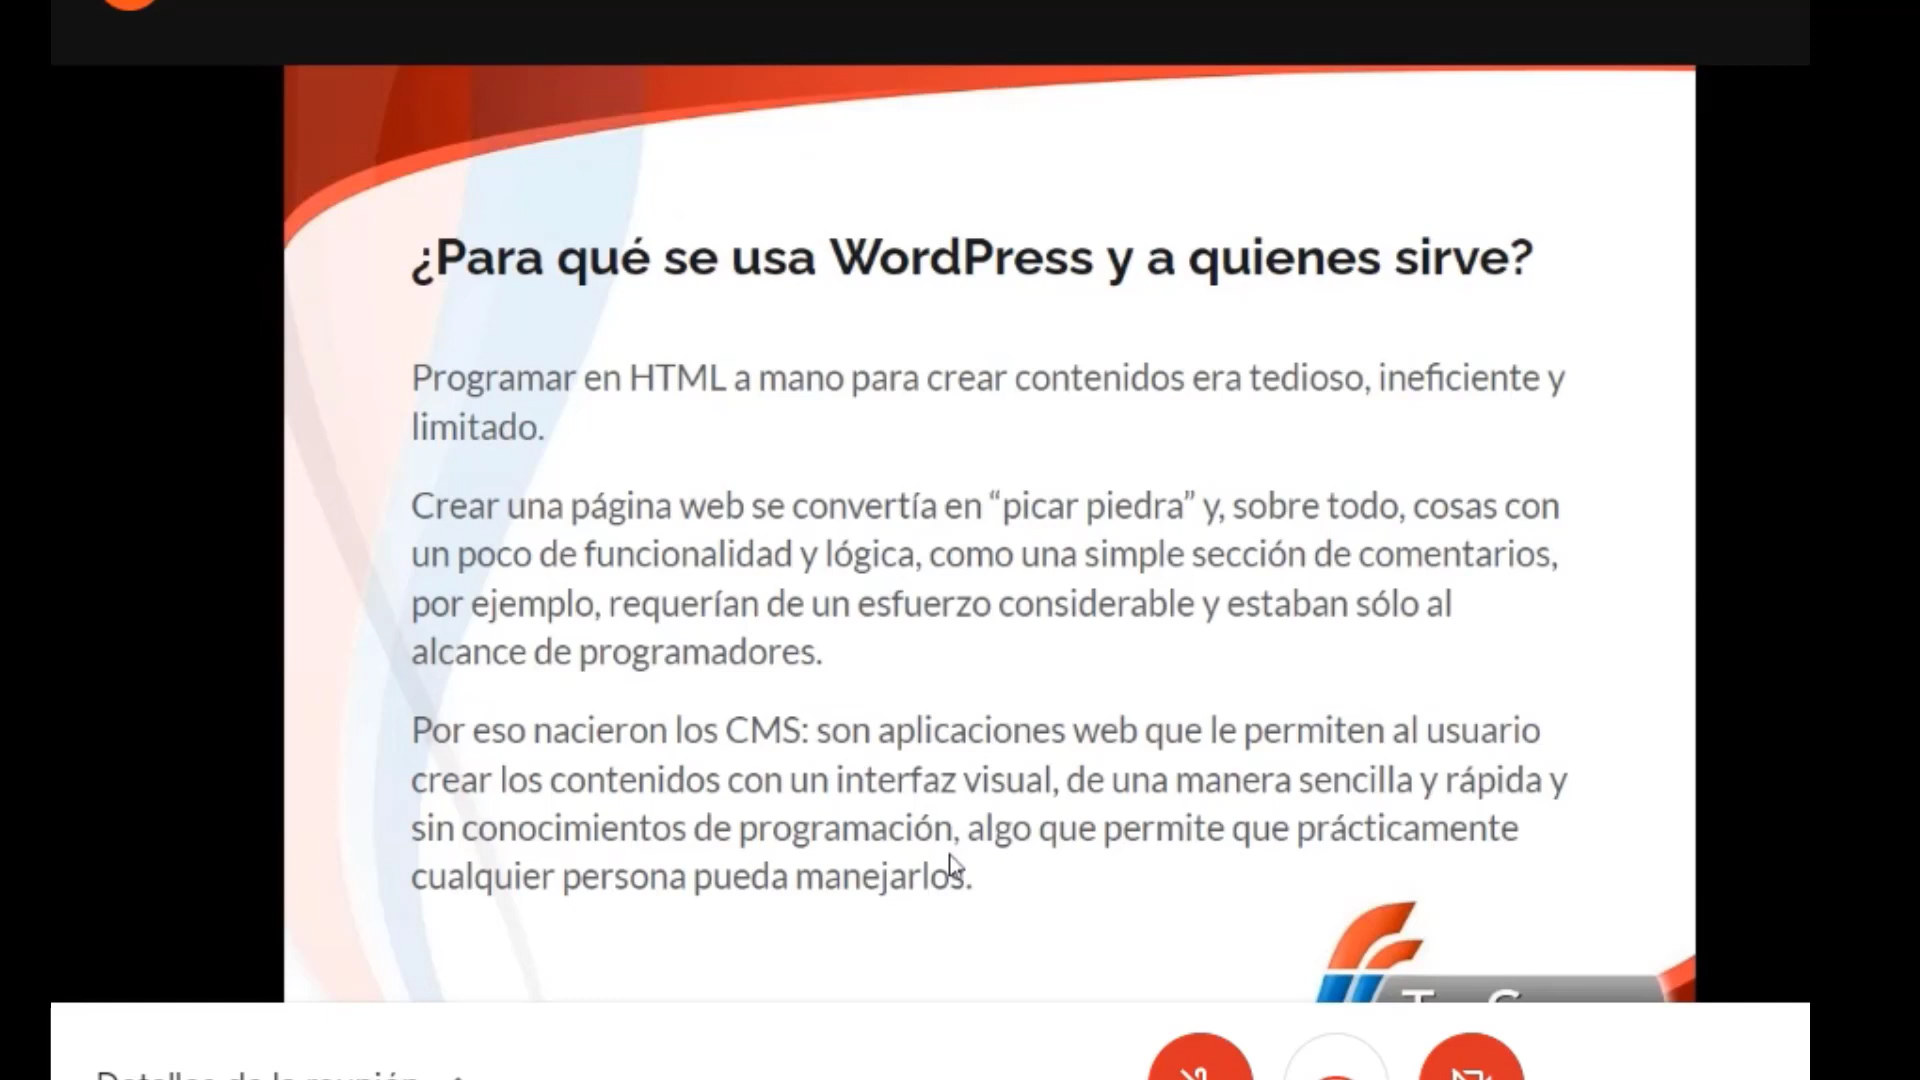 ¿Para qué se usa WordPress y a quienes sirve?
Programar en HTML a mano para crear contenidos era tedioso, ineficiente y
limitado.
Crear una página web se convertía en “picar piedra” y, sobre todo, cosas con
un poco de funcionalidad y lógica, como una simple sección de comentarios,
por ejemplo, requerían de un esfuerzo considerable y estaban sólo al
alcance de programadores.
Por eso nacieron los CMS: son aplicaciones web que le permiten al usuario
crear los contenidos con un interfaz visual, de una manera sencilla y rápida y
sin conocimientos de programación, algo que permite que prácticamente
cualquier persona pueda manejarlos.
Detalles de la reunión